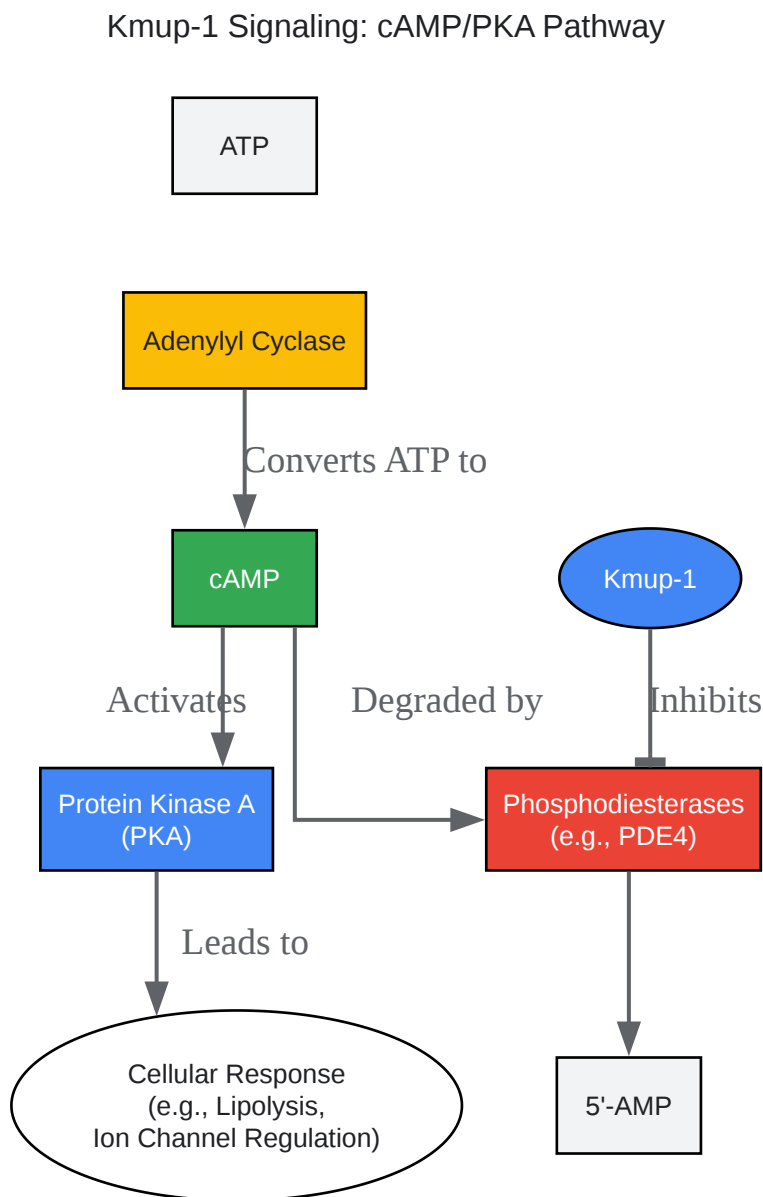 Kmup-1 Signaling: cAMP/PKA Pathway
ATP
Adenylyl Cyclase
Converts ATP to
cAMP
Kmup-1
Activates
Degraded by
Inhibits
Protein Kinase A
(PKA)
Phosphodiesterases
(e.g., PDE4)
Leads to
Cellular Response
(e.g., Lipolysis,
Ion Channel Regulation)
5'-AMP